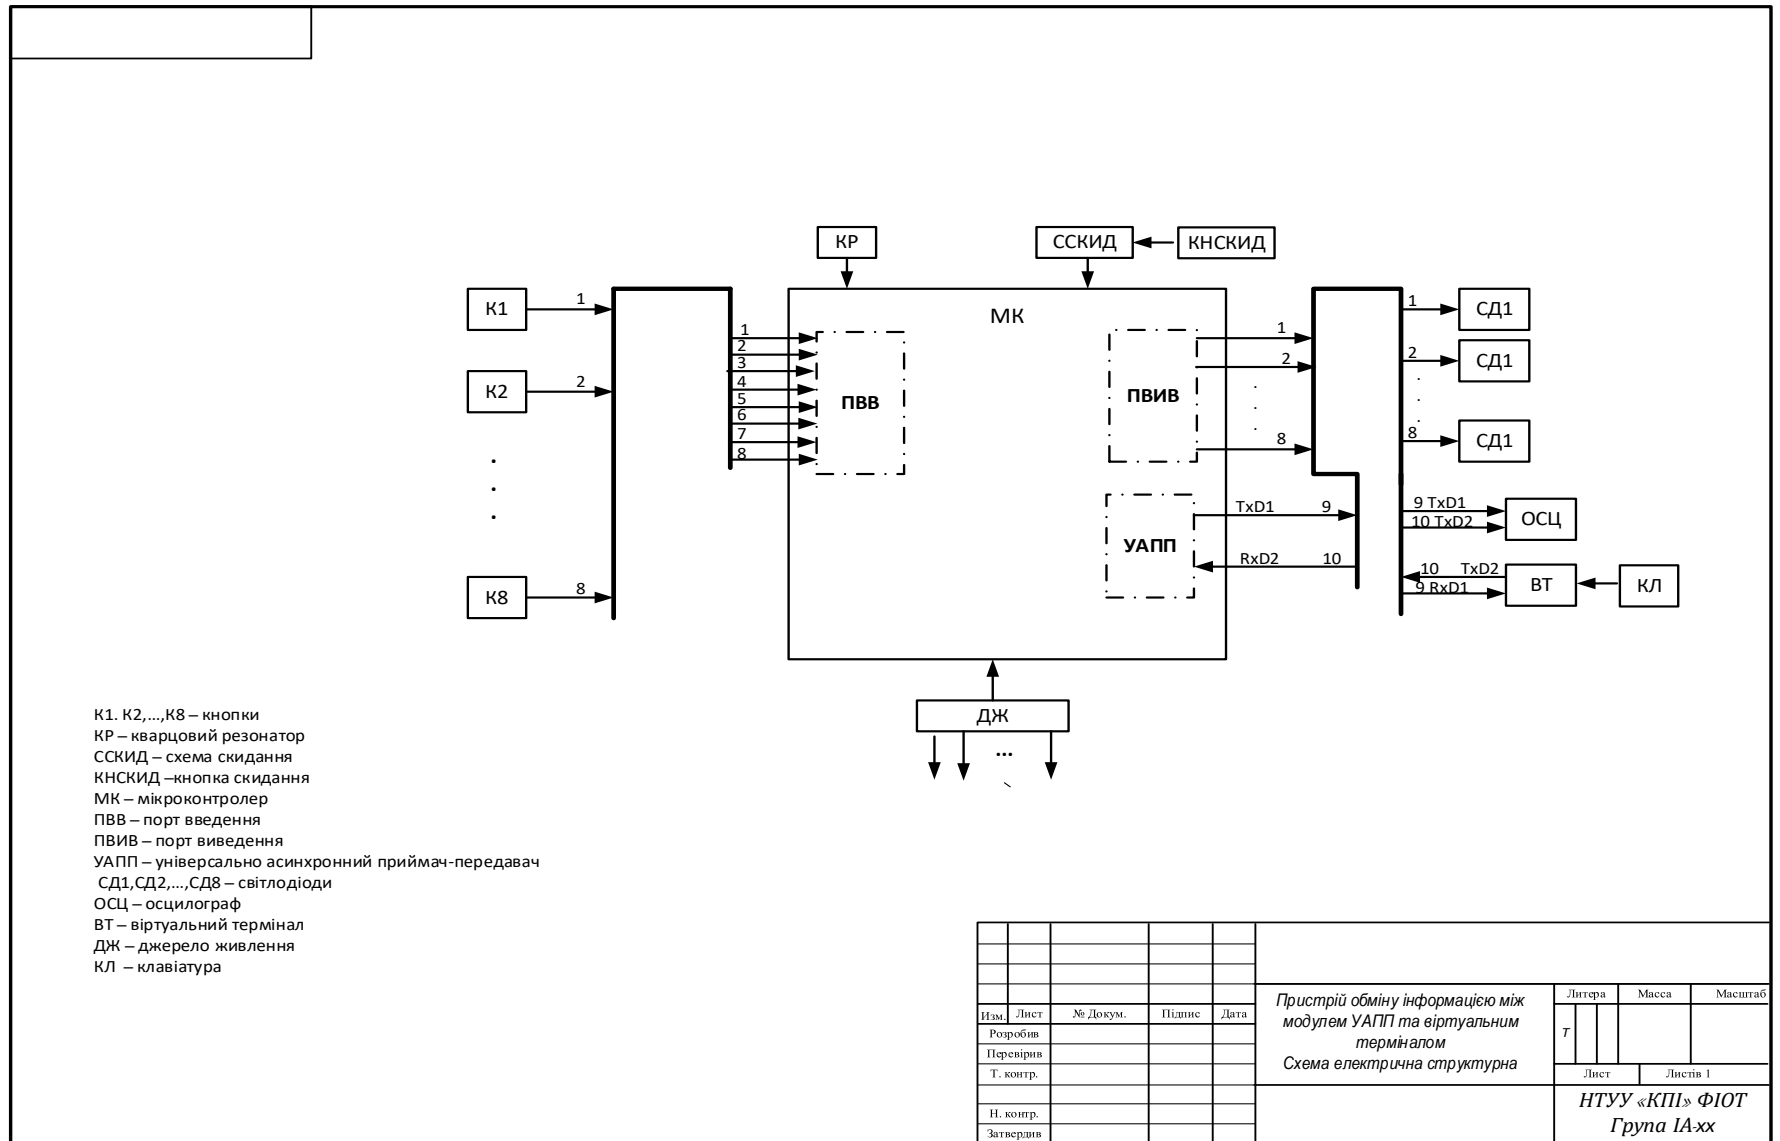 КР
ССКИД
КНСКИД
МК
К1
1
К2
2
.
.
.
К8
8
1
2
3
4
5
6
7
8
ПВВ
ПВИВ
1
2
.
.
.
8
УАПП
TxD1
9
RxD2
10
1
СД1
2
СД1
.
.
.
8
СД1
9 TxD1
10 TxD2
ОСЦ
10 TxD2
9 RxD1
ВТ
КЛ
ДЖ
...
К1. К2,...,К8 – кнопки
КР – кварцовий резонатор
ССКИД – схема скидання
КНСКИД –кнопка скидання
МК – мікроконтролер
ПВВ – порт введення
ПВИВ – порт виведення
УАПП – універсально асинхронний приймач-передавач
СД1,СД2,...,СД8 – світлодіоди
ОСЦ – осцилограф
ВТ – віртуальний термінал
ДЖ – джерело живлення
КЛ – клавіатура
Изм. Лист № Докум. Підпис Дата
Розробив
Перевірив
Т. контр.
Н. контр.
Затвердив
Пристрій обміну інформацією між
модулем УАПП та віртуальним
терміналом
Схема електрична структурна
Литера Масса Масштаб
Т
Лист Листів 1
НТУУ «КПІ» ФІОТ
Група ІА-хх